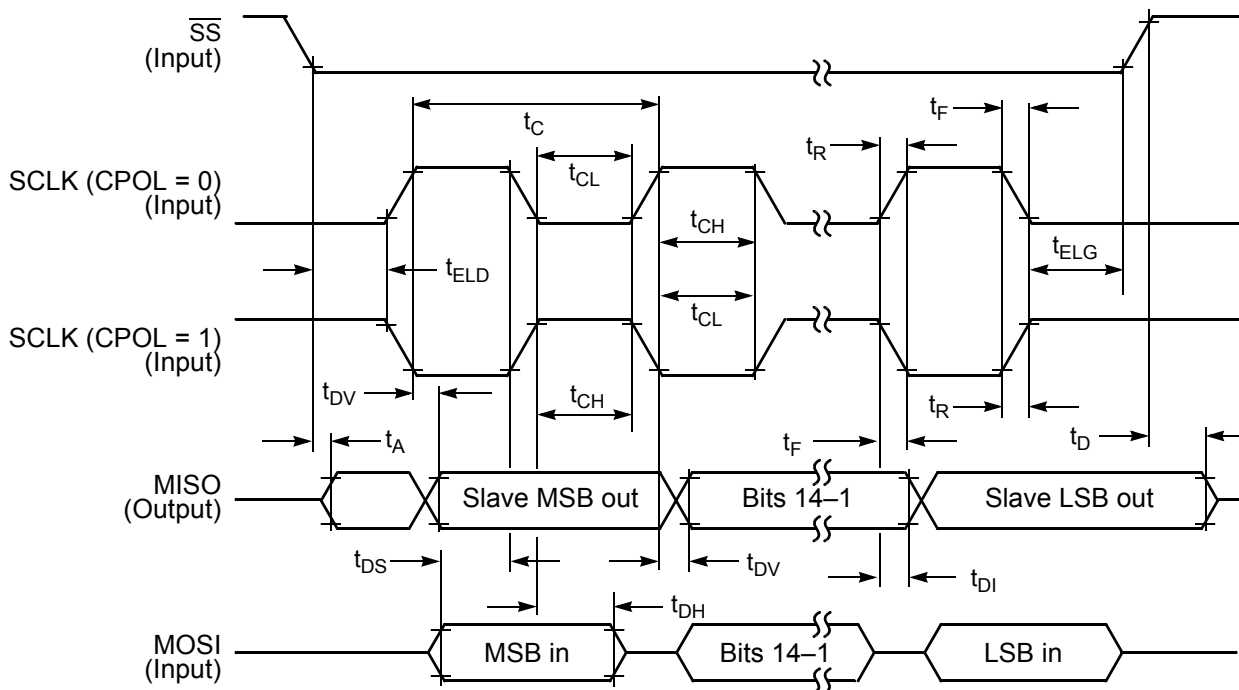 SS
(Input)
tC
tF
tR
SCLK (CPOL = 0)
(Input)
tCL
tCH
tELD
tELG
tCL
SCLK (CPOL = 1)
(Input)
tDV
tCH
tR
tA
tF
tD
MISO
(Output)
Slave MSB out
Bits 14–1
Slave LSB out
tDS
tDV
tDI
tDH
MOSI
(Input)
MSB in
Bits 14–1
LSB in